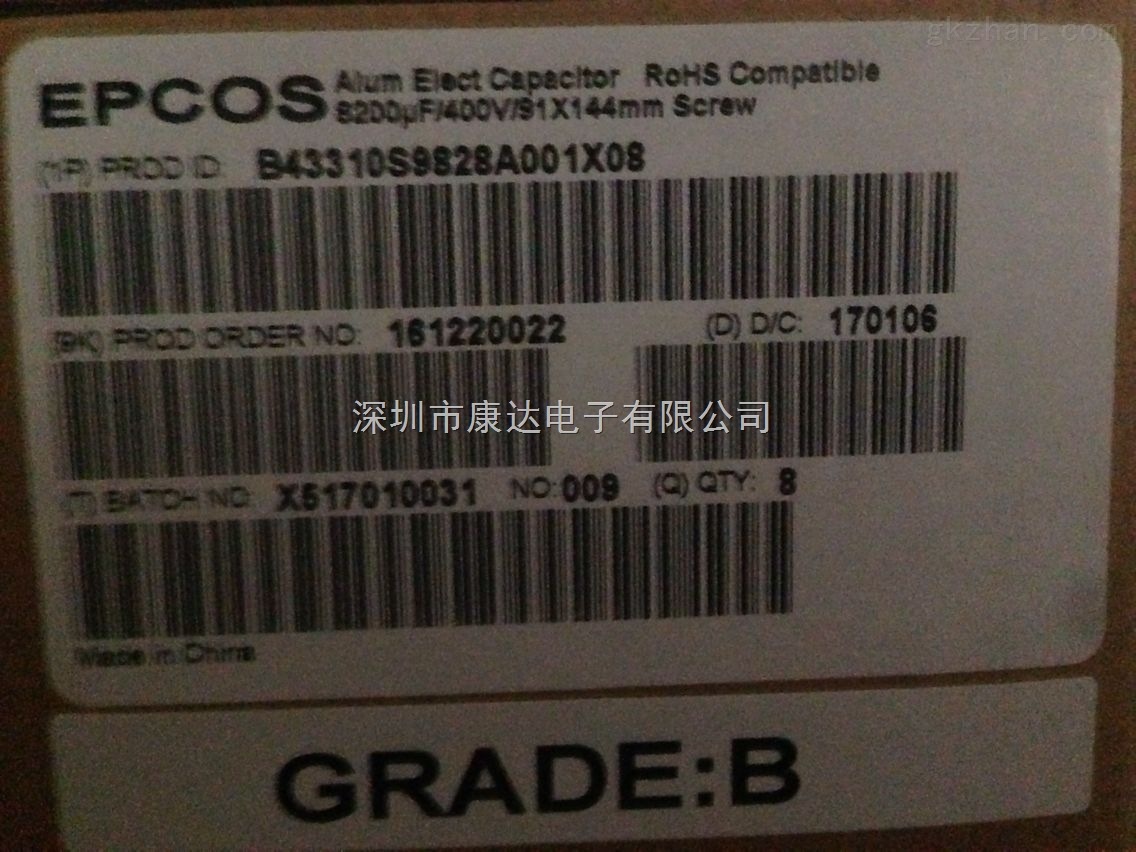 gkzhan.com
EPCOS Alum Elect Capacitor RoHS Compatible
8200µF/400V/91X144mm Screw
(1P) PROD ID: B43310S9828A001X08
(9K) PROD ORDER NO: 161220022 (D) D/C: 170106
深圳市康达电子有限公司
(T) BATCH NO: X517010031 NO:009 (Q) QTY: 8
Made in China
GRADE:B